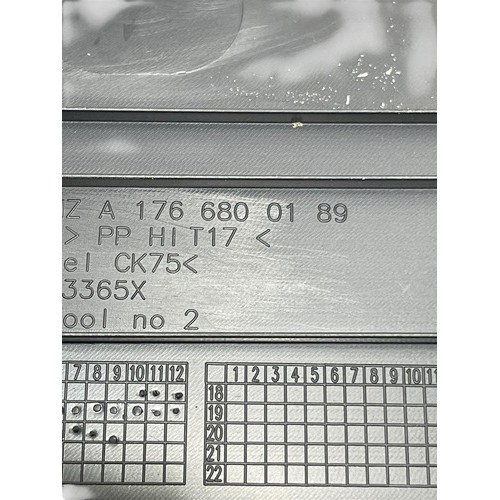 Z A 176 680 01 89
> PP HI T17 <
el CK75<
3365X
ool no 2
7 8 9 10 11 12
1 2 3 4 5 6 7 8 9 10 11
18
19
20
21
22